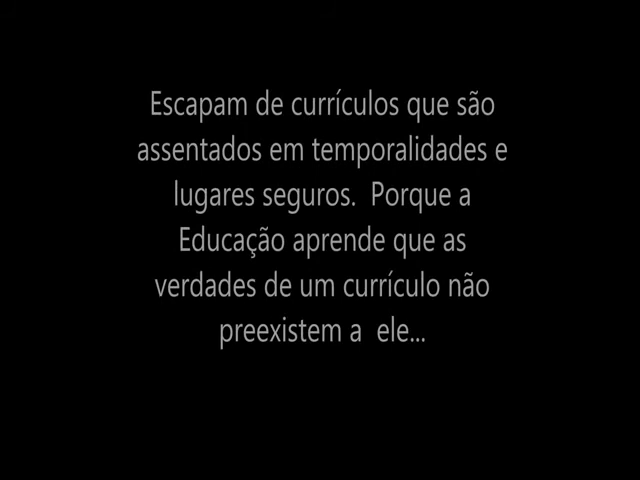 Escapam de currículos que são
assentados em temporalidades e
lugares seguros.  Porque a
Educação aprende que as
verdades de um currículo não
preexistem a  ele...